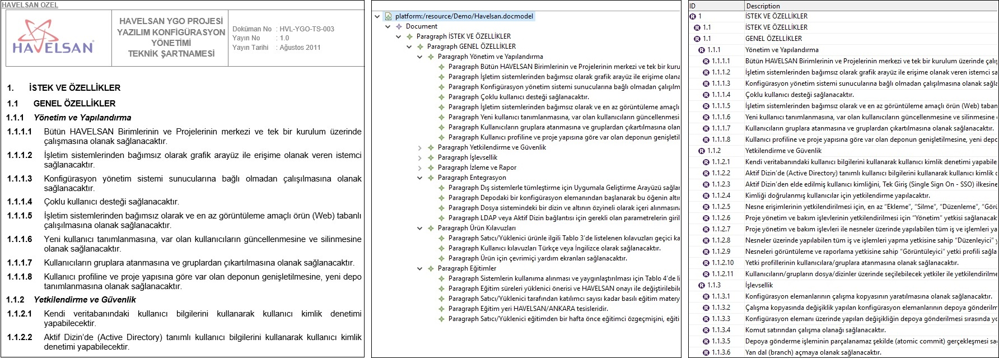 HAVELSAN ÖZEL
HAVELSAN
HAVELSAN YGO PROJESİ
YAZILIM KONFİGÜRASYON
YÖNETİMİ
TEKNİK ŞARTNAMESİ
Doküman No : HVL-YGO-TS-003
Yayın No : 1.0
Yayın Tarihi : Ağustos 2011
1. İSTEK VE ÖZELLİKLER
1.1 GENEL ÖZELLİKLER
1.1.1 Yönetim ve Yapılandırma
1.1.1.1 Bütün HAVELSAN Birimlerinin ve Projelerinin merkezi ve tek bir kurulum üzerinde
çalışmasına olanak sağlanacaktır.
1.1.1.2 İşletim sistemlerinden bağımsız olarak grafik arayüz ile erişime olanak veren istemci
sağlanacaktır.
1.1.1.3 Konfigürasyon yönetim sistemi sunucularına bağlı olmadan çalışılmasına olanak
sağlanacaktır.
1.1.1.4 Çoklu kullanıcı desteği sağlanacaktır.
1.1.1.5 İşletim sistemlerinden bağımsız olarak ve en az görüntüleme amaçlı örün (Web) tabanlı
çalışılmasına olanak sağlanacaktır.
1.1.1.6 Yeni kullanıcı tanımlanmasına, var olan kullanıcıların güncellenmesine ve silinmesine
olanak sağlanacaktır.
1.1.1.7 Kullanıcıların gruplara atanmasına ve gruplardan çıkartılmasına olanak sağlanacaktır.
1.1.1.8 Kullanıcı profiline ve proje yapısına göre var olan deponun genişletilmesine, yeni depo
tanımlanmasına olanak sağlanacaktır.
1.1.2 Yetkilendirme ve Güvenlik
1.1.2.1 Kendi veritabanındaki kullanıcı bilgilerini kullanarak kullanıcı kimlik denetimi
yapabilecektir.
1.1.2.2 Aktif Dizin’de (Active Directory) tanımlı kullanıcı bilgilerini kullanarak kullanıcı kimlik
denetimi yapabilecektir.
platform:/resource/Demo/Havelsan.docmodel
Document
Paragraph İSTEK VE ÖZELLİKLER
Paragraph GENEL ÖZELLİKLER
Paragraph Yönetim ve Yapılandırma
Paragraph Bütün HAVELSAN Birimlerinin ve Projelerinin merkezi ve tek bir kuru
Paragraph İşletim sistemlerinden bağımsız olarak grafik arayüz ile erişime olana
Paragraph Konfigürasyon yönetim sistemi sunucularına bağlı olmadan çalışılm
Paragraph Çoklu kullanıcı desteği sağlanacaktır.
Paragraph İşletim sistemlerinden bağımsız olarak ve en az görüntüleme amaçlı
Paragraph Yeni kullanıcı tanımlanmasına, var olan kullanıcıların güncellenmesi
Paragraph Kullanıcıların gruplara atanmasına ve gruplardan çıkartılmasına olan
Paragraph Kullanıcı profiline ve proje yapısına göre var olan deponun genişletil
Paragraph Yetkilendirme ve Güvenlik
Paragraph İşlevsellik
Paragraph İzleme ve Rapor
Paragraph Entegrasyon
Paragraph Dış sistemlerle tümleştirme için Uygumala Geliştirme Arayüzü sağlar
Paragraph Depodaki bir konfigürasyon elemanından başlanarak bu öğenin altır
Paragraph Dosya sistemindeki bir dizin ve altının özyineli olarak içeri alınmasın
Paragraph LDAP veya Aktif Dizin bağlantısı için gerekli olan parametrelerin giril
Paragraph Ürün Kılavuzları
Paragraph Satıcı/Yüklenici ürünle ilgili Tablo 3’de listelenen kılavuzları geçici ka
Paragraph Kullanıcı kılavuzları Türkçe veya İngilizce olarak sağlanacaktır.
Paragraph Ürün için çevrimiçi yardım ekranları sağlanacaktır.
Paragraph Eğitimler
Paragraph Sistemlerin kullanıma alınması ve yaygınlaştırılması için Tablo 4’de li
Paragraph Eğitim süreleri yüklenici önerisi ve HAVELSAN onayı ile değiştirilebile
Paragraph Satıcı/Yüklenici tarafından katılımcı sayısı kadar basılı eğitim matery
Paragraph Eğitim yeri HAVELSAN/ANKARA tesisleridir.
Paragraph Satıcı/Yüklenici eğitimden bir hafta önce eğitimci özgeçmişini, eğiti
ID Description
R 1 İSTEK VE ÖZELLİKLER
R 1.1 İSTEK VE ÖZELLİKLER
R 1.1 GENEL ÖZELLİKLER
R 1.1.1 Yönetim ve Yapılandırma
R 1.1.1.1 Bütün HAVELSAN Birimlerinin ve Projelerinin merkezi ve tek bir kurulum üzerinde çalış
R 1.1.1.2 İşletim sistemlerinden bağımsız olarak grafik arayüz ile erişime olanak veren istemci sa
R 1.1.1.3 Konfigürasyon yönetim sistemi sunucularına bağlı olmadan çalışılmasına olanak sağla
R 1.1.1.4 Çoklu kullanıcı desteği sağlanacaktır.
R 1.1.1.5 İşletim sistemlerinden bağımsız olarak ve en az görüntüleme amaçlı örün (Web) taban
R 1.1.1.6 Yeni kullanıcı tanımlanmasına, var olan kullanıcıların güncellenmesine ve silinmesine
R 1.1.1.7 Kullanıcıların gruplara atanmasına ve gruplardan çıkartılmasına olanak sağlanacaktır.
R 1.1.1.8 Kullanıcı profiline ve proje yapısına göre var olan deponun genişletilmesine, yeni depo
R 1.1.2 Yetkilendirme ve Güvenlik
R 1.1.2.1 Kendi veritabanındaki kullanıcı bilgilerini kullanarak kullanıcı kimlik denetimi yapabile
R 1.1.2.2 Aktif Dizin’de (Active Directory) tanımlı kullanıcı bilgilerini kullanarak kullanıcı kimlik
R 1.1.2.3 Aktif Dizin’den elde edilmiş kullanıcı kimliğini, Tek Giriş (Single Sign On - SSO) ilkesine
R 1.1.2.4 Kimliği doğrulanmış kullanıcılar için yetkilendirme yapılacaktır.
R 1.1.2.5 Nesne erişimlerinin yetkilendirilmesi için, en az “Ekleme”, “Silme”, “Düzenleme”, “Görü
R 1.1.2.6 Proje yönetim ve bakım işlevlerinin yetkilendirilmesi için “Yönetim” yetkisi sağlanacak
R 1.1.2.7 Proje yönetim ve bakım işlevleri ile nesneler üzerinde yapılabilen tüm iş ve işlemleri ya
R 1.1.2.8 Nesneler üzerinde yapılabilen tüm iş ve işlemleri yapma yetkisine sahip “Düzenleyici” y
R 1.1.2.9 Nesneleri görüntüleme ve raporlama yetkisine sahip “Görüntüleyici” yetki profili sağla
R 1.1.2.10 Yetki profillerinin kullanıcılara/gruplara atanmasına olanak sağlanacaktır.
R 1.1.2.11 Kullanıcıların/grupların dosya/dizinler üzerinde seçilebilecek yetkiler ile yetkilendirilme
R 1.1.3 İşlevsellik
R 1.1.3.1 Konfigürasyon elemanlarının çalışma kopyasının yaratılmasına olanak sağlanacaktır.
R 1.1.3.2 Çalışma kopyasında değişiklik yapılan konfigürasyon elemanlarının depoya gönderilm
R 1.1.3.3 Konfigürasyon elemanı üzerinde yapılan değişikliğin depoya gönderilmesi sırasında yo
R 1.1.3.4 Komut satırından çalışma olanağı sağlanacaktır.
R 1.1.3.5 Depoya gönderme işleminin parçalanamaz şekilde (atomic commit) gerçekleşmesi sağ
R 1.1.3.6 Yan dal (branch) açmaya olanak sağlanacaktır.